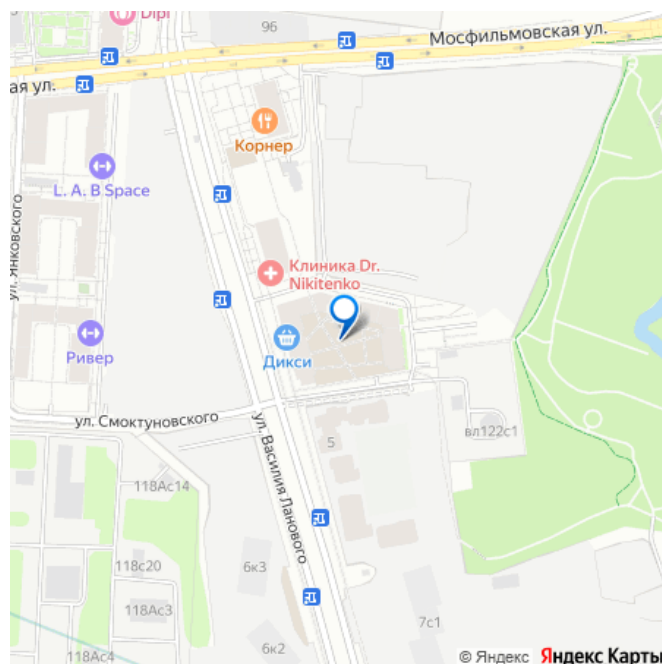 Dipl
96
Мосфильмовская ул.
ая ул.
Корнер
L. A. B Space
ул. Янковского
Клиника Dr.
Nikitenko
Ривер
Дикси
ул. Смоктуновского
ул. Василия Ланового
5
вл122с1
118Ас14
118с20
6к3
118Ас3
7с1
6к2
118Ас4
© Яндекс Яндекс Карты